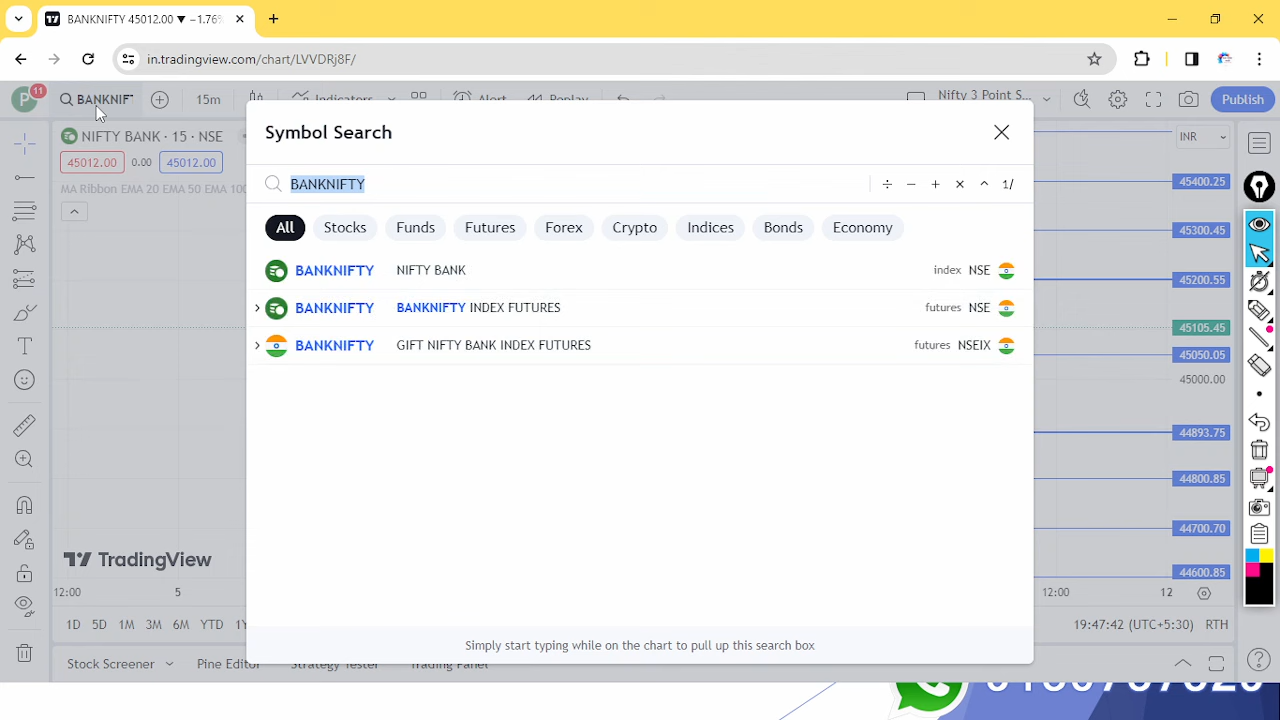 BANKNIFTY 45012.00 ▼ −1.76%
in.tradingview.com/chart/LVVDRj8F/
P 11 BANKNIF 15m Indicators Alert Replay Nifty 3 Point S... Publish
NIFTY BANK · 15 · NSE
45012.00 0.00 45012.00
MA Ribbon EMA 20 EMA 50 EMA 100
Symbol Search
BANKNIFTY
÷ − + × ^ 1/
All Stocks Funds Futures Forex Crypto Indices Bonds Economy
BANKNIFTY NIFTY BANK index NSE
BANKNIFTY BANKNIFTY INDEX FUTURES futures NSE
BANKNIFTY GIFT NIFTY BANK INDEX FUTURES futures NSEIX
Simply start typing while on the chart to pull up this search box
INR
45400.25
45300.45
45200.55
45105.45
45050.05
45000.00
44893.75
44800.85
44700.70
44600.85
TradingView
12:00 5 12:00 12
1D 5D 1M 3M 6M YTD 1Y 19:47:42 (UTC+5:30) RTH
Stock Screener Pine Editor Strategy Tester Trading Panel